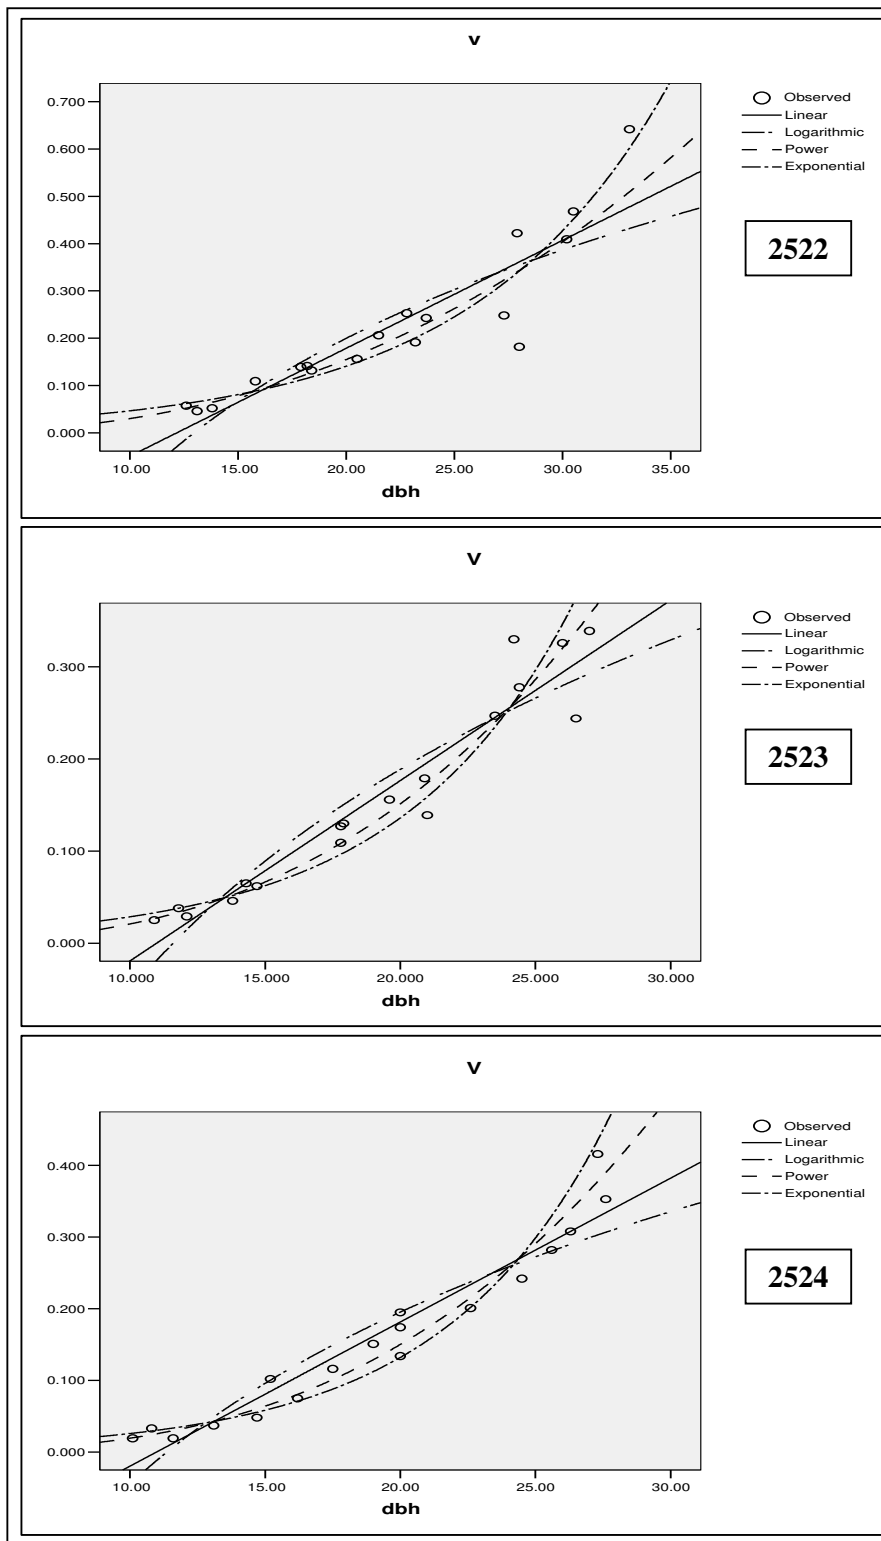 v
0.700
0.600
0.500
0.400
0.300
0.200
0.100
0.000
10.00 15.00 20.00 25.00 30.00 35.00
dbh
Observed
Linear
Logarithmic
Power
Exponential
2522
V
0.300
0.200
0.100
0.000
10.000 15.000 20.000 25.000 30.000
dbh
Observed
Linear
Logarithmic
Power
Exponential
2523
V
0.400
0.300
0.200
0.100
0.000
10.00 15.00 20.00 25.00 30.00
dbh
Observed
Linear
Logarithmic
Power
Exponential
2524